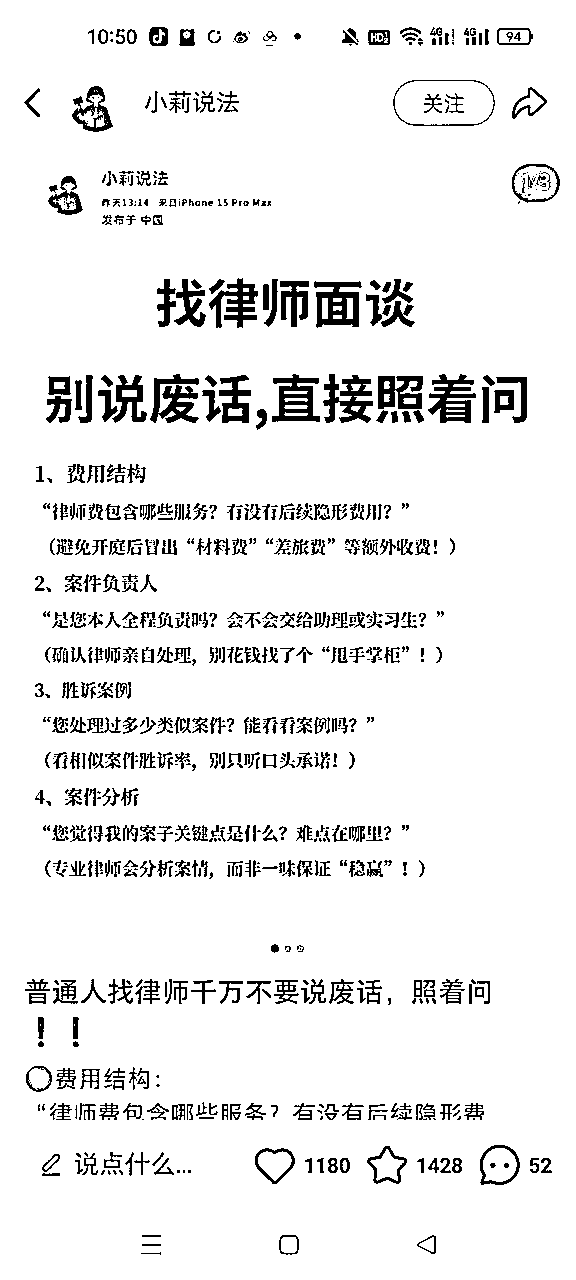 10:50
HD
4G
4G
94
小莉说法
关注
小莉说法
昨天13:14 来自iPhone 15 Pro Max
发布于 中国
1/3
找律师面谈
别说废话,直接照着问
1、费用结构
“律师费包含哪些服务？有没有后续隐形费用？”
（避免开庭后冒出“材料费”“差旅费”等额外收费！）
2、案件负责人
“是您本人全程负责吗？会不会交给助理或实习生？”
（确认律师亲自处理，别花钱找了个“甩手掌柜”！）
3、胜诉案例
“您处理过多少类似案件？能看看案例吗？”
（看相似案件胜诉率，别只听口头承诺！）
4、案件分析
“您觉得我的案子关键点是什么？难点在哪里？”
（专业律师会分析案情，而非一味保证“稳赢”！）
普通人找律师千万不要说废话，照着问
❗❗
⭕费用结构：
“律师费包含哪些服务？有没有后续隐形费
说点什么...
1180
1428
52